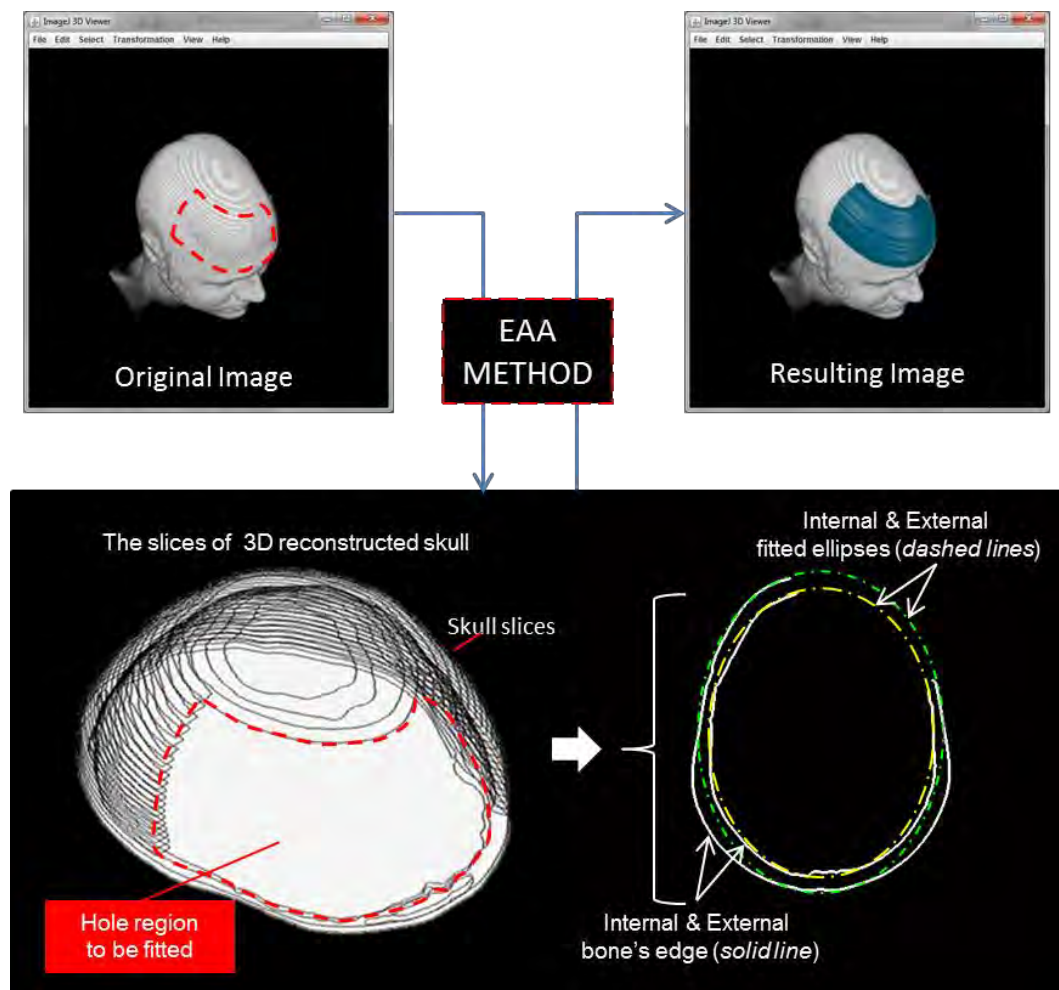 ImageJ 3D Viewer
File Edit Select Transformation View Help
Original Image
ImageJ 3D Viewer
File Edit Select Transformation View Help
Resulting Image
EAA
METHOD
The slices of 3D reconstructed skull
Skull slices
Hole region
to be fitted
Internal & External
fitted ellipses (dashed lines)
Internal & External
bone's edge (solid line)